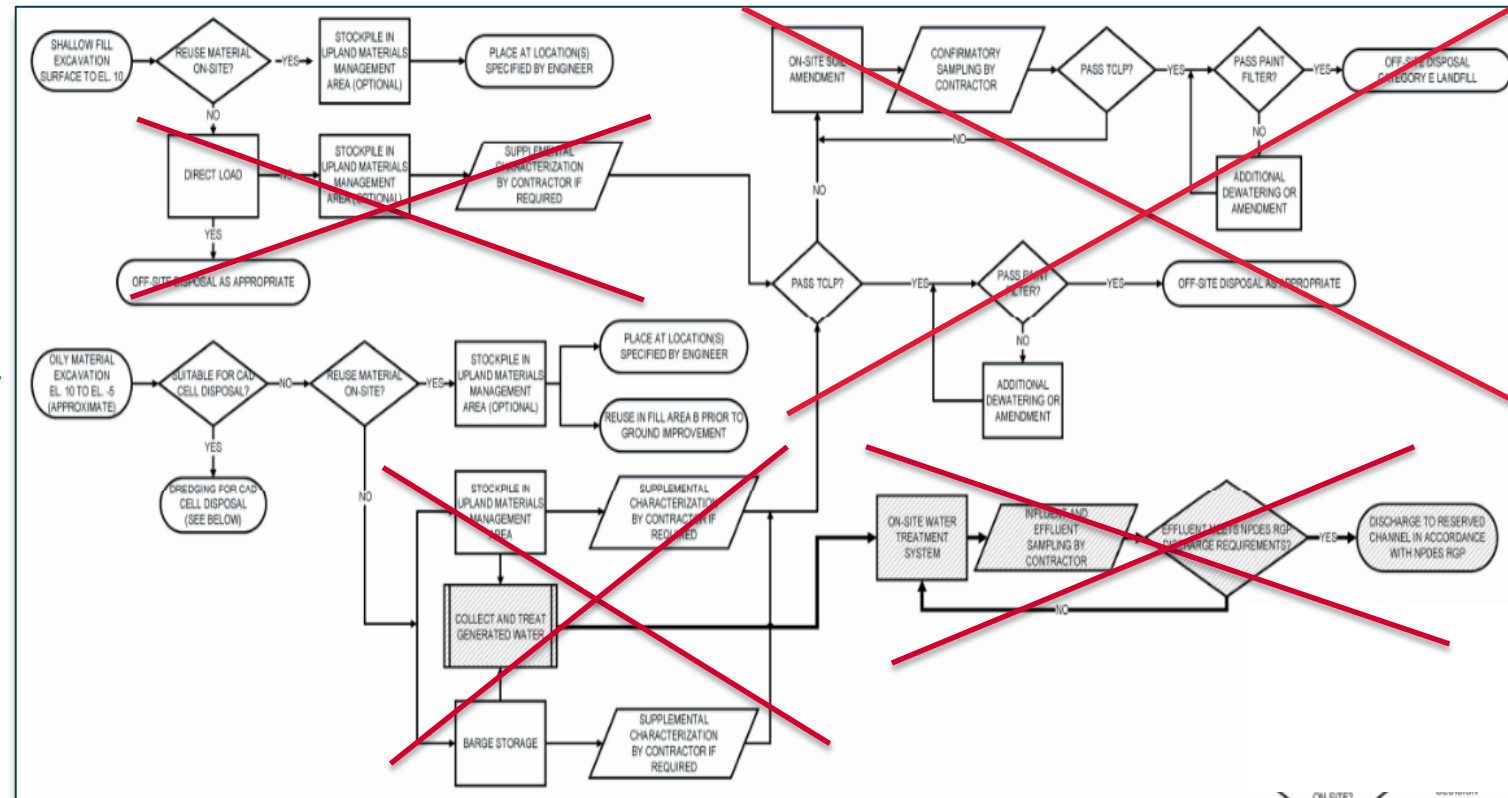 SHALLOW FILL
EXCAVATION
SURFACE TO EL. 10
REUSE MATERIAL
ON-SITE?
YES
STOCKPILE IN
UPLAND MATERIALS
MANAGEMENT
AREA (OPTIONAL)
PLACE AT LOCATION(S)
SPECIFIED BY ENGINEER
NO
DIRECT LOAD
NO
STOCKPILE IN
UPLAND MATERIALS
MANAGEMENT
AREA (OPTIONAL)
SUPPLEMENTAL
CHARACTERIZATION
BY CONTRACTOR IF
REQUIRED
YES
OFF-SITE DISPOSAL AS APPROPRIATE
ON-SITE SOIL
AMENDMENT
CONFIRMATORY
SAMPLING BY
CONTRACTOR
PASS TCLP?
YES
PASS PAINT
FILTER?
YES
OFF-SITE DISPOSAL
CATEGORY E LANDFILL
NO
NO
ADDITIONAL
DEWATERING OR
AMENDMENT
NO
PASS TCLP?
YES
PASS PAINT
FILTER?
YES
OFF-SITE DISPOSAL AS APPROPRIATE
NO
ADDITIONAL
DEWATERING OR
AMENDMENT
OILY MATERIAL
EXCAVATION
EL. 10 TO EL. -5
(APPROXIMATE)
SUITABLE FOR CAD
CELL DISPOSAL?
NO
REUSE MATERIAL
ON-SITE?
YES
STOCKPILE IN
UPLAND MATERIALS
MANAGEMENT
AREA (OPTIONAL)
PLACE AT LOCATION(S)
SPECIFIED BY ENGINEER
REUSE IN FILL AREA B PRIOR TO
GROUND IMPROVEMENT
YES
DREDGING FOR CAD
CELL DISPOSAL
(SEE BELOW)
NO
STOCKPILE IN
UPLAND MATERIALS
MANAGEMENT
AREA
SUPPLEMENTAL
CHARACTERIZATION
BY CONTRACTOR IF
REQUIRED
COLLECT AND TREAT
GENERATED WATER
BARGE STORAGE
SUPPLEMENTAL
CHARACTERIZATION
BY CONTRACTOR IF
REQUIRED
ON-SITE WATER
TREATMENT
SYSTEM
INFLUENT AND
EFFLUENT
SAMPLING BY
CONTRACTOR
EFFLUENT MEETS NPDES RGP
DISCHARGE REQUIREMENTS?
YES
DISCHARGE TO RESERVED
CHANNEL IN ACCORDANCE
WITH NPDES RGP
NO
ON-SITE?